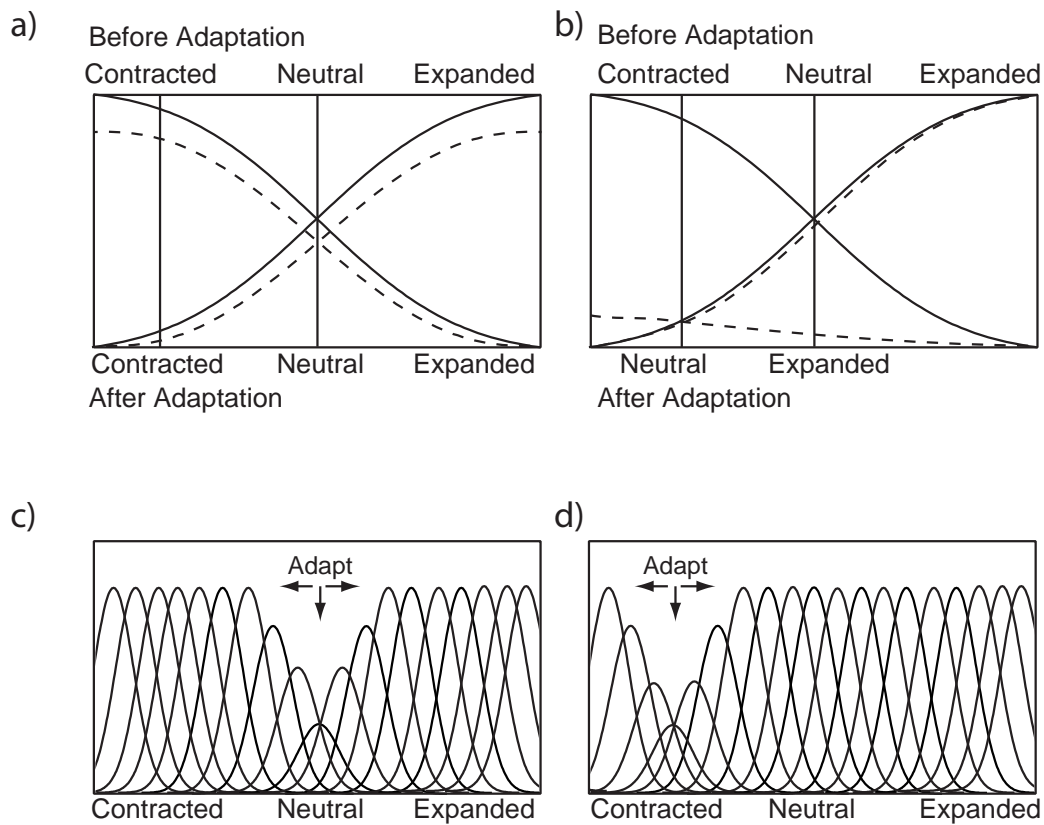 a)
Before Adaptation
Contracted Neutral Expanded
Contracted Neutral Expanded
After Adaptation
b)
Before Adaptation
Contracted Neutral Expanded
Neutral Expanded
After Adaptation
c)
Adapt
Contracted Neutral Expanded
d)
Adapt
Contracted Neutral Expanded